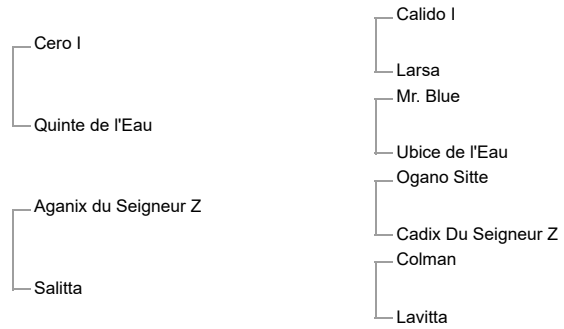 Calido I
Cero I
Larsa
Mr. Blue
Quinte de l'Eau
Ubice de l'Eau
Ogano Sitte
Aganix du Seigneur Z
Cadix Du Seigneur Z
Colman
Salitta
Lavitta